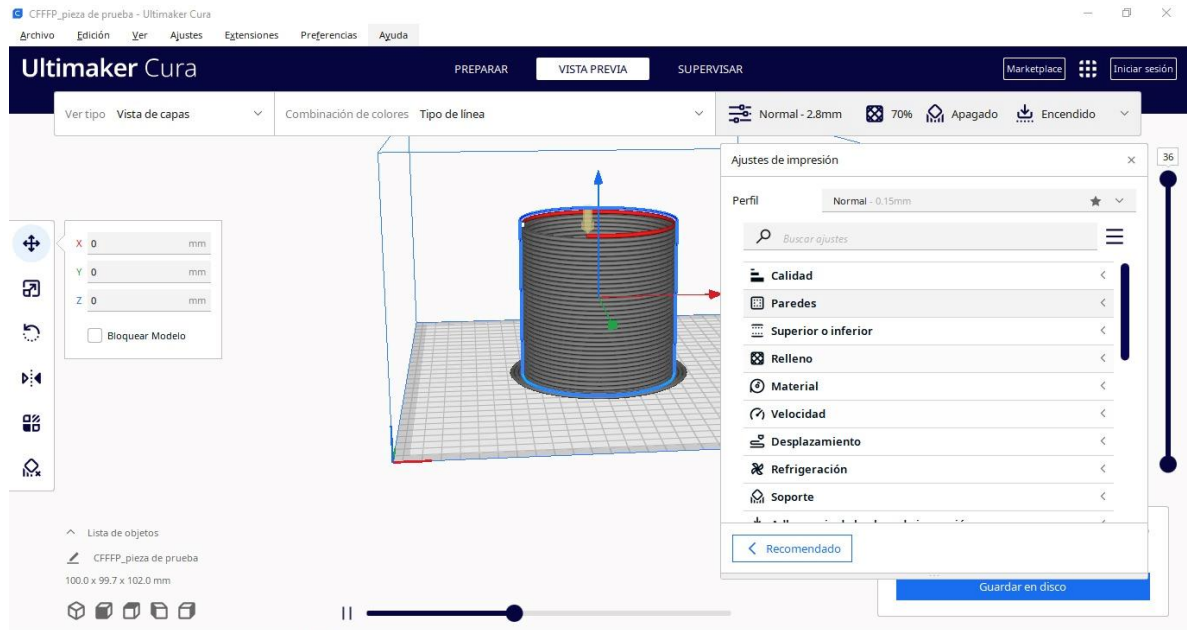 CFFFP_pieza de prueba - Ultimaker Cura
Archivo Edición Ver Ajustes Extensiones Preferencias Ayuda
Ultimaker Cura
PREPARAR VISTA PREVIA SUPERVISAR
Marketplace Iniciar sesión
Ver tipo Vista de capas Combinación de colores Tipo de línea
Normal - 2.8mm 70% Apagado Encendido
Ajustes de impresión
36
Perfil Normal - 0.15mm
Buscar ajustes
Calidad
Paredes
Superior o inferior
Relleno
Material
Velocidad
Desplazamiento
Refrigeración
Soporte
Recomendado
Guardar en disco
X 0 mm
Y 0 mm
Z 0 mm
Bloquear Modelo
Lista de objetos
CFFFP_pieza de prueba
100.0 x 99.7 x 102.0 mm